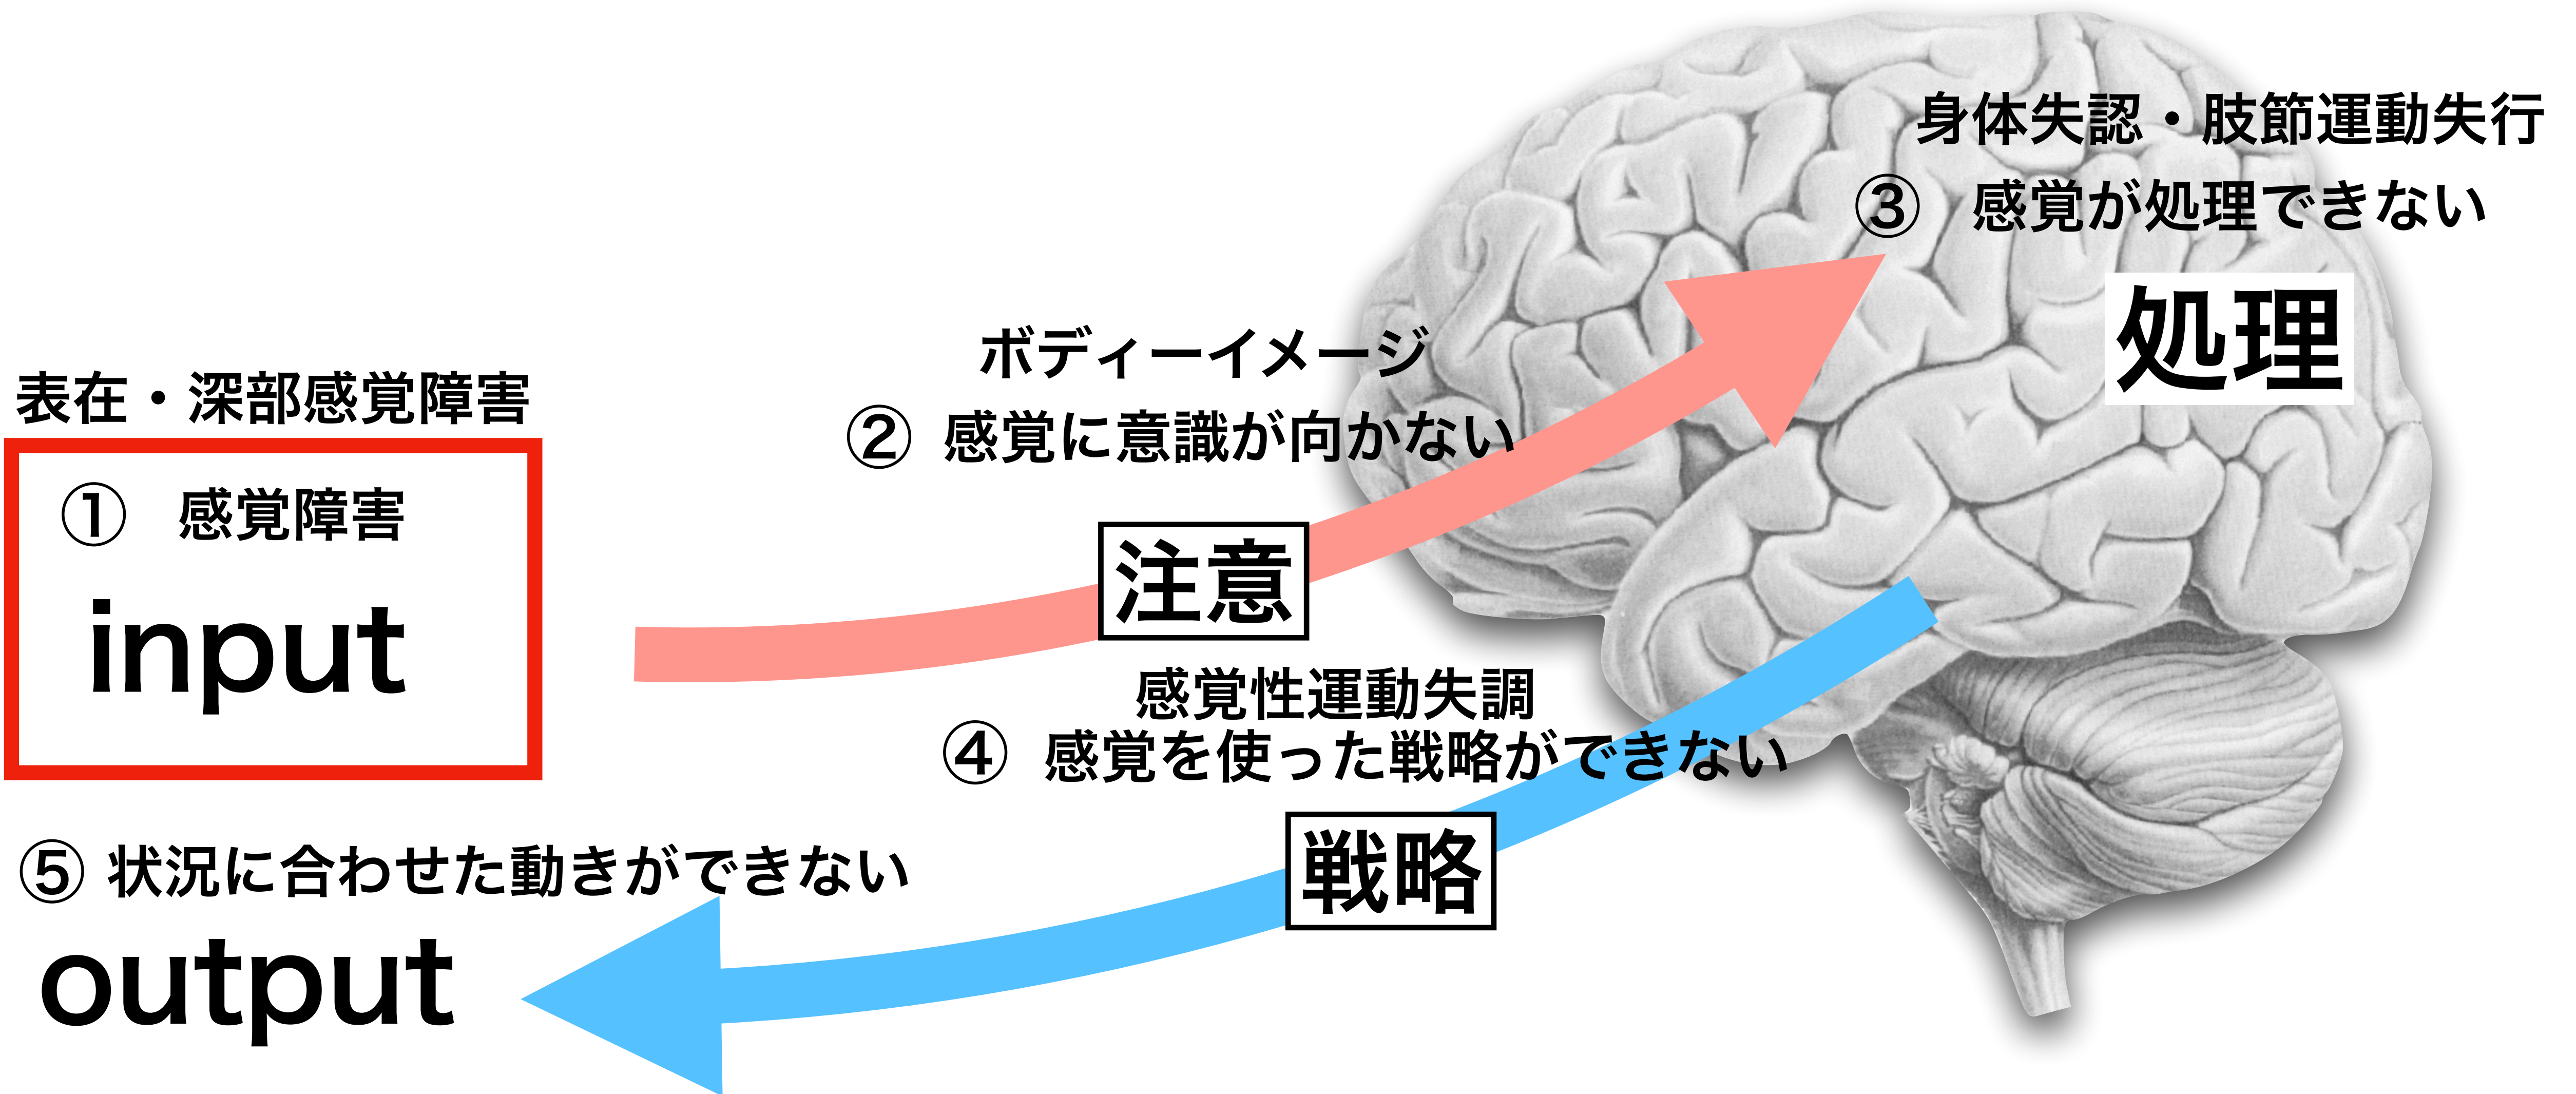 表在・深部感覚障害
① 感覚障害
input
ボディーイメージ
② 感覚に意識が向かない
注意
身体失認・肢節運動失行
③ 感覚が処理できない
処理
感覚性運動失調
④ 感覚を使った戦略ができない
戦略
⑤ 状況に合わせた動きができない
output